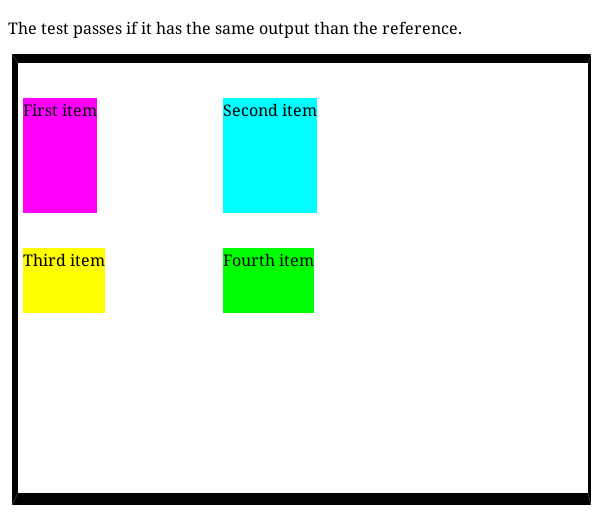 The test passes if it has the same output than the reference.
First item
Second item
Third item
Fourth item